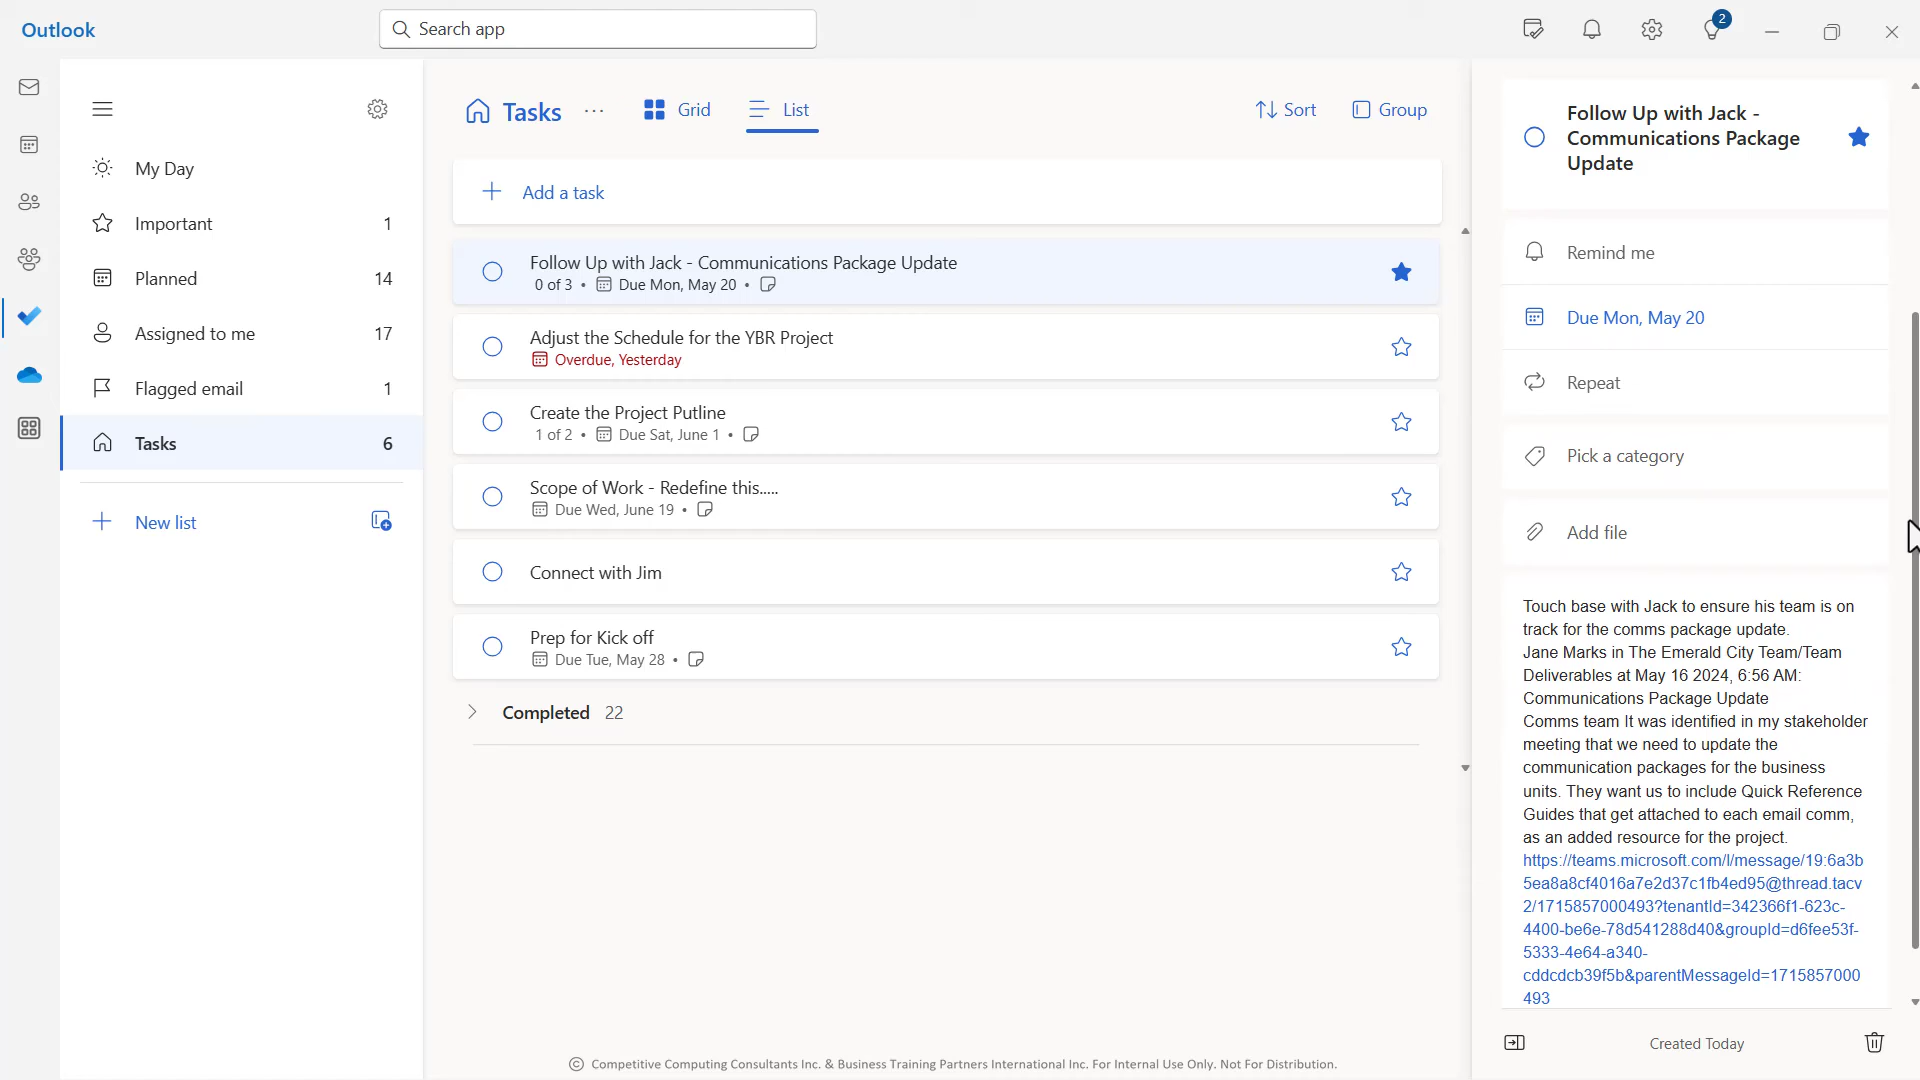 Outlook
Search app
2
My Day
Important 1
Planned 14
Assigned to me 17
Flagged email 1
Tasks 6
New list
Tasks ... Grid List Sort Group
Add a task
Follow Up with Jack - Communications Package Update
0 of 3 • Due Mon, May 20 •
Adjust the Schedule for the YBR Project
Overdue, Yesterday
Create the Project Putline
1 of 2 • Due Sat, June 1 •
Scope of Work - Redefine this.....
Due Wed, June 19 •
Connect with Jim
Prep for Kick off
Due Tue, May 28 •
Completed 22
© Competitive Computing Consultants Inc. & Business Training Partners International Inc. For Internal Use Only. Not For Distribution.
Follow Up with Jack -
Communications Package
Update
Remind me
Due Mon, May 20
Repeat
Pick a category
Add file
Touch base with Jack to ensure his team is on
track for the comms package update.
Jane Marks in The Emerald City Team/Team
Deliverables at May 16 2024, 6:56 AM:
Communications Package Update
Comms team It was identified in my stakeholder
meeting that we need to update the
communication packages for the business
units. They want us to include Quick Reference
Guides that get attached to each email comm,
as an added resource for the project.
https://teams.microsoft.com/l/message/19:6a3b
5ea8a8cf4016a7e2d37c1fb4ed95@thread.tacv
2/1715857000493?tenantId=342366f1-623c-
4400-be6e-78d541288d40&groupId=d6fee53f-
5333-4e64-a340-
cddcdcb39f5b&parentMessageId=1715857000
493
Created Today